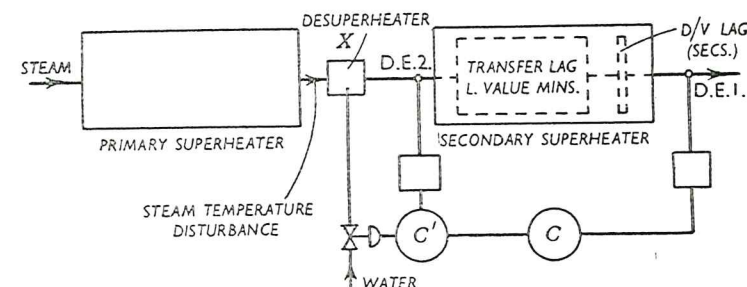 DESUPERHEATER
X
D/V LAG
(SECS.)
STEAM
D.E.2.
TRANSFER LAG
L. VALUE MINS.
D.E.1.
PRIMARY SUPERHEATER
SECONDARY SUPERHEATER
STEAM TEMPERATURE
DISTURBANCE
C'
C
WATER